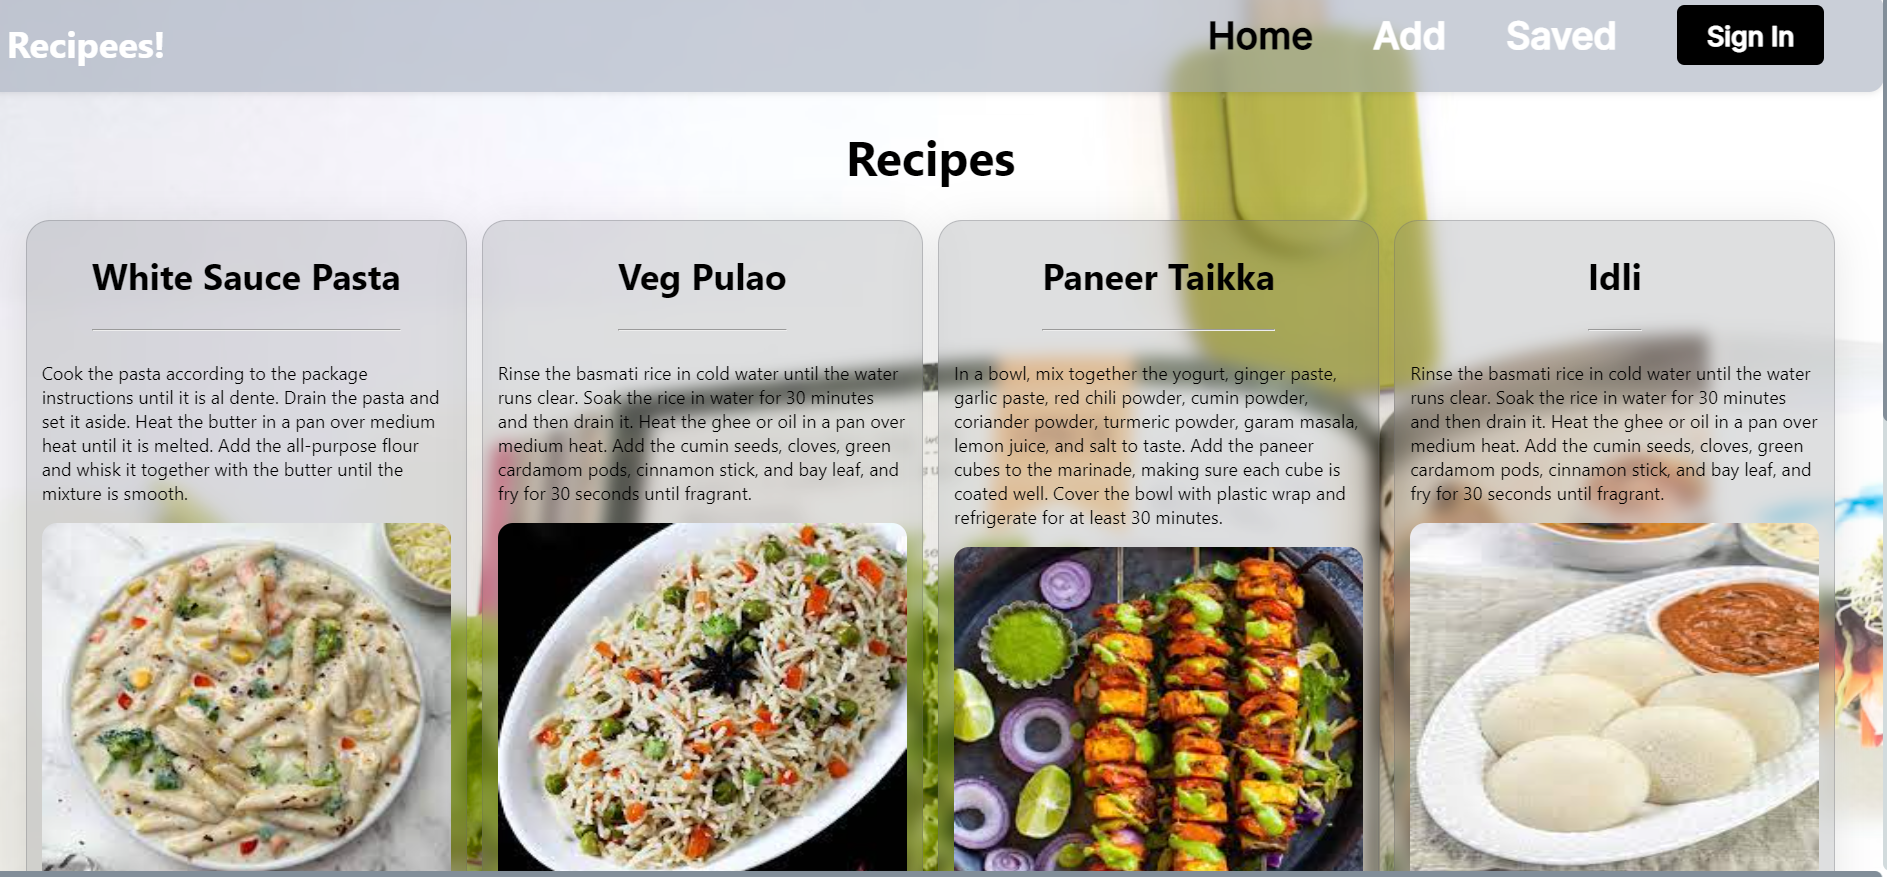 Recipees!
Home Add Saved Sign In
Recipes
White Sauce Pasta
Cook the pasta according to the package
instructions until it is al dente. Drain the pasta and
set it aside. Heat the butter in a pan over medium
heat until it is melted. Add the all-purpose flour
and whisk it together with the butter until the
mixture is smooth.
Veg Pulao
Rinse the basmati rice in cold water until the water
runs clear. Soak the rice in water for 30 minutes
and then drain it. Heat the ghee or oil in a pan over
medium heat. Add the cumin seeds, cloves, green
cardamom pods, cinnamon stick, and bay leaf, and
fry for 30 seconds until fragrant.
Paneer Taikka
In a bowl, mix together the yogurt, ginger paste,
garlic paste, red chili powder, cumin powder,
coriander powder, turmeric powder, garam masala,
lemon juice, and salt to taste. Add the paneer
cubes to the marinade, making sure each cube is
coated well. Cover the bowl with plastic wrap and
refrigerate for at least 30 minutes.
Idli
Rinse the basmati rice in cold water until the water
runs clear. Soak the rice in water for 30 minutes
and then drain it. Heat the ghee or oil in a pan over
medium heat. Add the cumin seeds, cloves, green
cardamom pods, cinnamon stick, and bay leaf, and
fry for 30 seconds until fragrant.